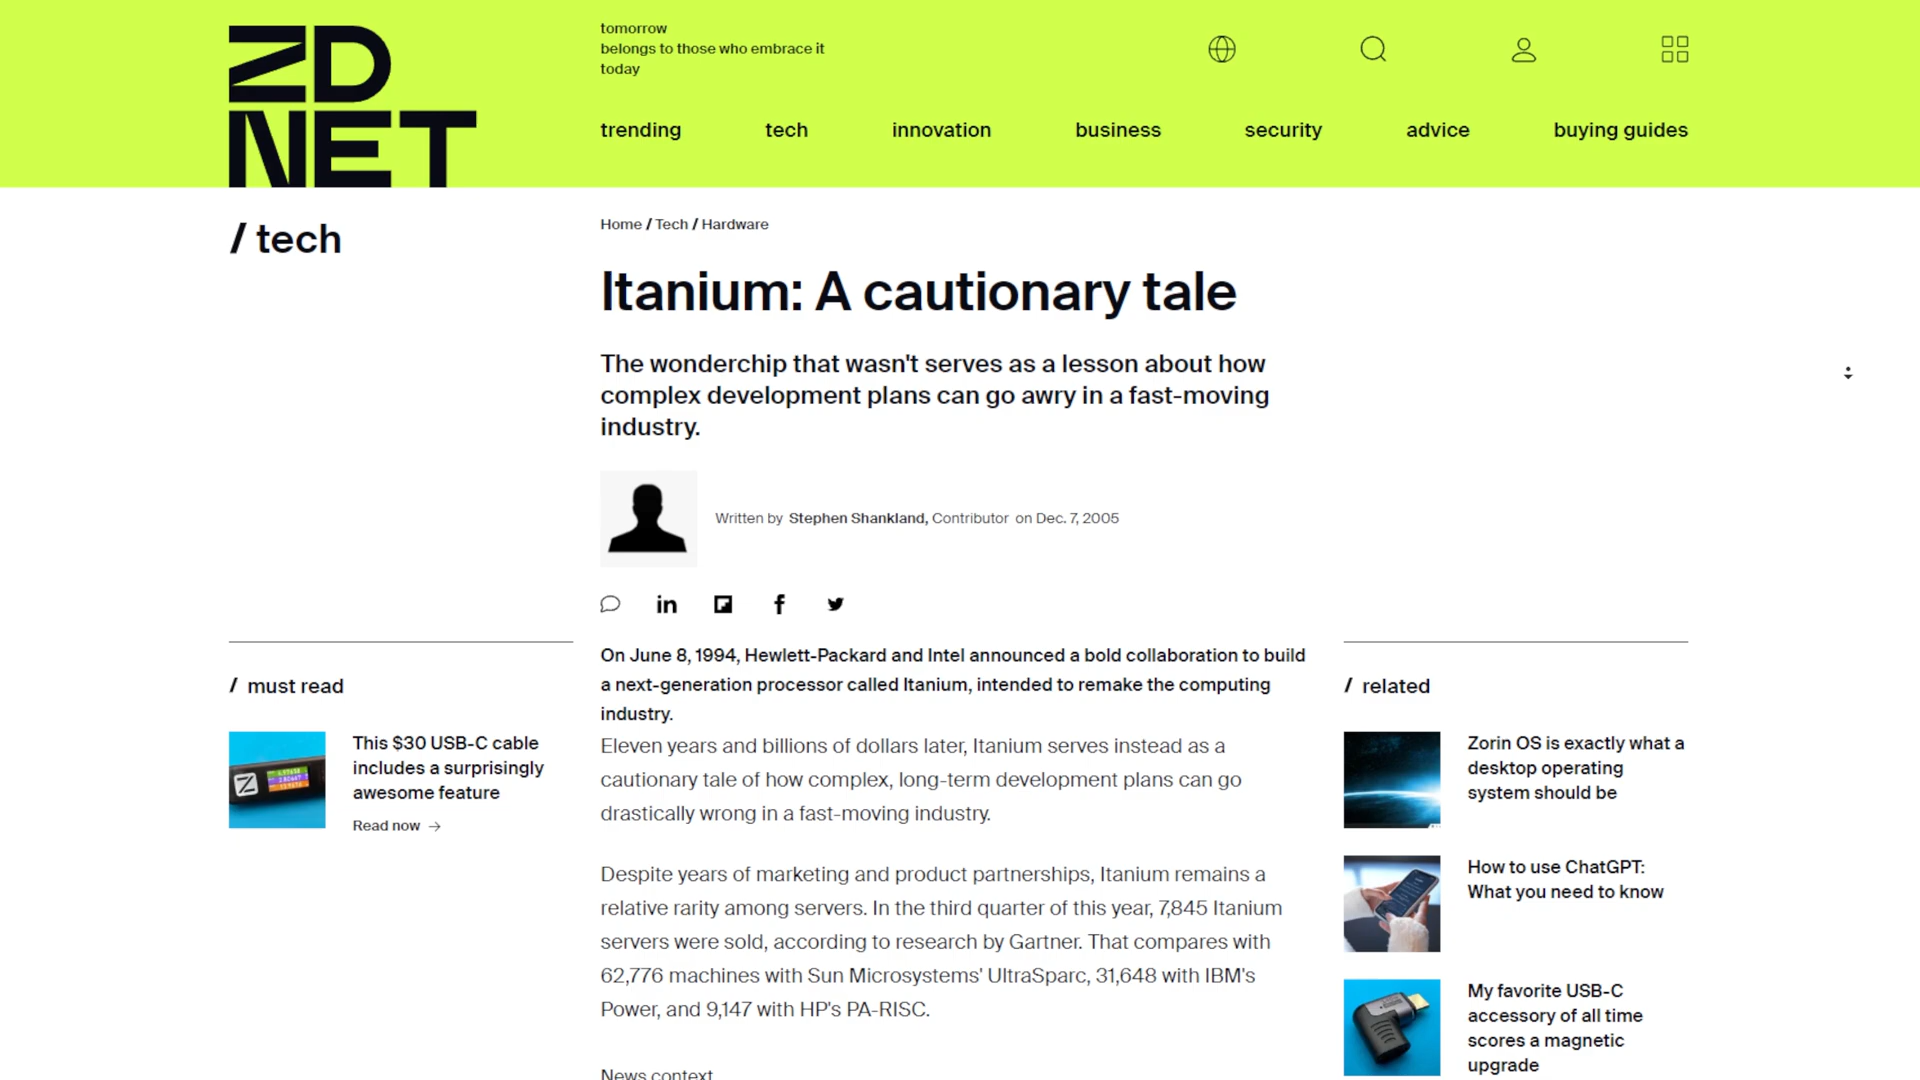 ZD
NET
tomorrow
belongs to those who embrace it
today
trending
tech
innovation
business
security
advice
buying guides
/ tech
Home / Tech / Hardware
Itanium: A cautionary tale
The wonderchip that wasn't serves as a lesson about how
complex development plans can go awry in a fast-moving
industry.
Written by Stephen Shankland, Contributor on Dec. 7, 2005
in
f
/ must read
This $30 USB-C cable
includes a surprisingly
awesome feature
Read now →
On June 8, 1994, Hewlett-Packard and Intel announced a bold collaboration to build
a next-generation processor called Itanium, intended to remake the computing
industry.
Eleven years and billions of dollars later, Itanium serves instead as a
cautionary tale of how complex, long-term development plans can go
drastically wrong in a fast-moving industry.
Despite years of marketing and product partnerships, Itanium remains a
relative rarity among servers. In the third quarter of this year, 7,845 Itanium
servers were sold, according to research by Gartner. That compares with
62,776 machines with Sun Microsystems' UltraSparc, 31,648 with IBM's
Power, and 9,147 with HP's PA-RISC.
News context
/ related
Zorin OS is exactly what a
desktop operating
system should be
How to use ChatGPT:
What you need to know
My favorite USB-C
accessory of all time
scores a magnetic
upgrade